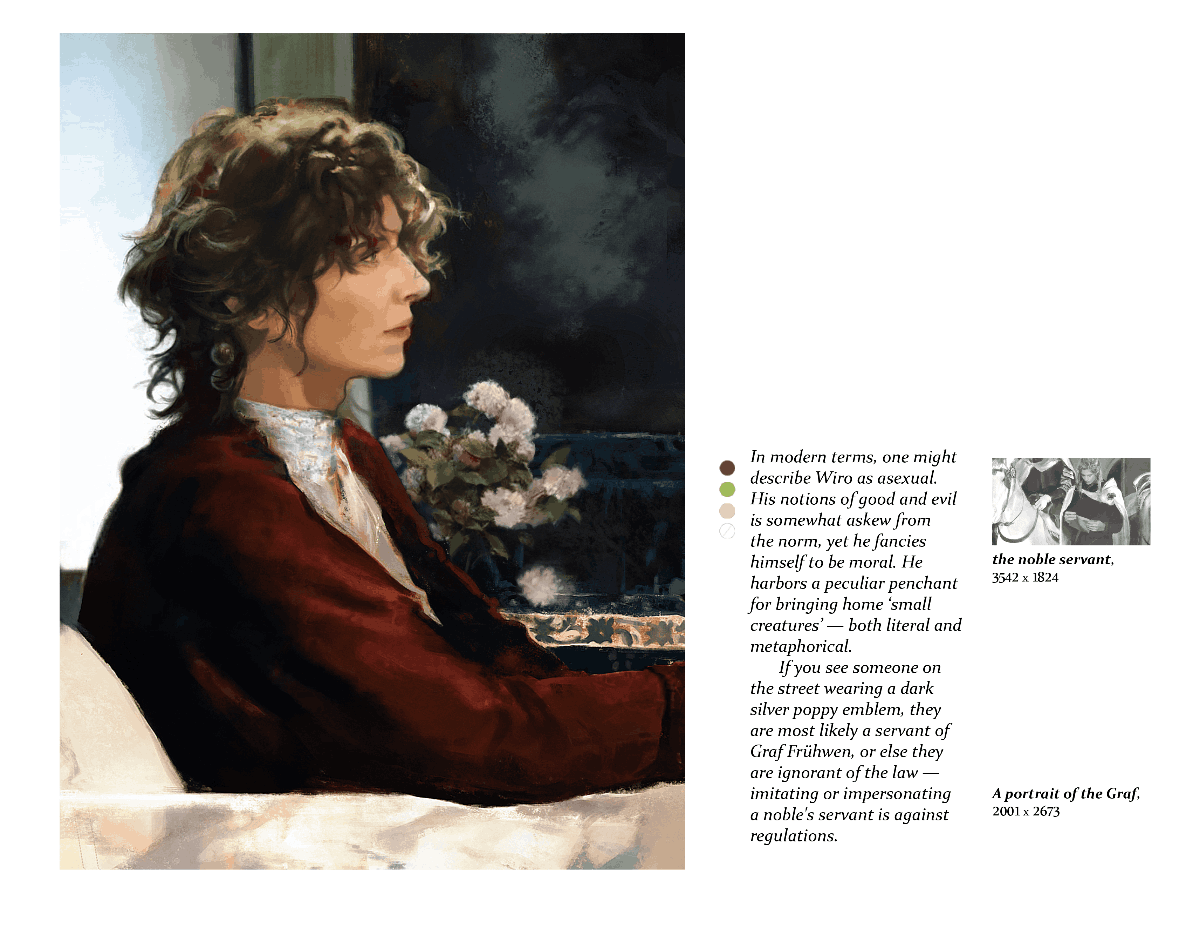 In modern terms, one might
describe Wiro as asexual.
His notions of good and evil
is somewhat askew from
the norm, yet he fancies
himself to be moral. He
harbors a peculiar penchant
for bringing home ‘small
creatures’ — both literal and
metaphorical.
If you see someone on
the street wearing a dark
silver poppy emblem, they
are most likely a servant of
Graf Frühwen, or else they
are ignorant of the law —
imitating or impersonating
a noble's servant is against
regulations.
the noble servant,
3542 x 1824
A portrait of the Graf,
2001 x 2673